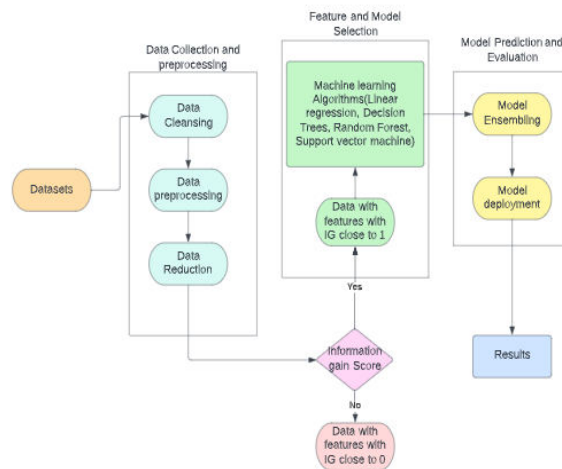 Data Collection and
preprocessing
Data
Cleansing
Data
preprocessing
Data
Reduction
Datasets
Feature and Model
Selection
Machine learning
Algorithms(Linear
regression, Decision
Trees, Random Forest,
Support vector machine)
Data with
features with
IG close to 1
Yes
Information
gain Score
No
Data with
features with
IG close to 0
Model Prediction and
Evaluation
Model
Ensembling
Model
deployment
Results